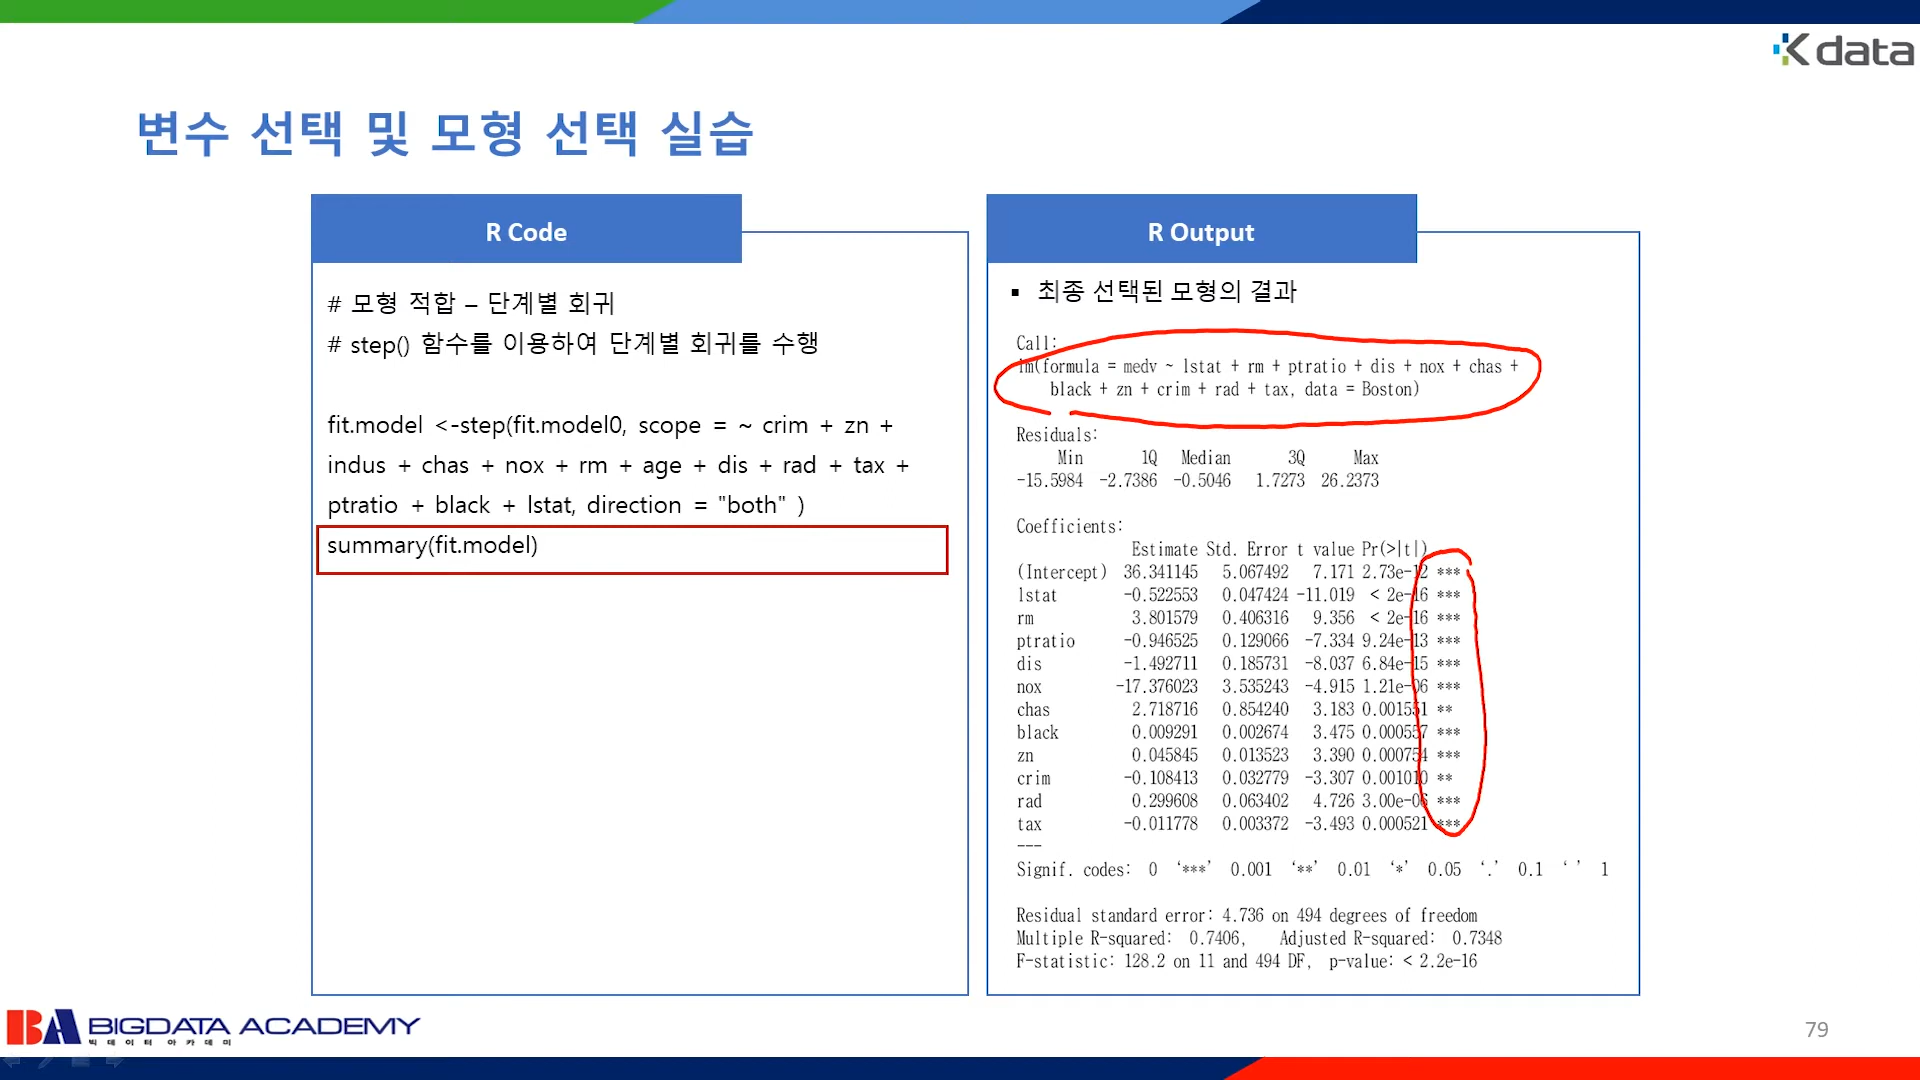 K data
변수 선택 및 모형 선택 실습
R Code
# 모형 적합 – 단계별 회귀
# step() 함수를 이용하여 단계별 회귀를 수행
fit.model <-step(fit.model0, scope = ~ crim + zn +
indus + chas + nox + rm + age + dis + rad + tax +
ptratio + black + lstat, direction = "both" )
summary(fit.model)
R Output
▪ 최종 선택된 모형의 결과
Call:
lm(formula = medv ~ lstat + rm + ptratio + dis + nox + chas +
black + zn + crim + rad + tax, data = Boston)
Residuals:
Min 1Q Median 3Q Max
-15.5984 -2.7386 -0.5046 1.7273 26.2373
Coefficients:
Estimate Std. Error t value Pr(>|t|)
(Intercept) 36.341145 5.067492 7.171 2.73e-12 ***
lstat -0.522553 0.047424 -11.019 < 2e-16 ***
rm 3.801579 0.406316 9.356 < 2e-16 ***
ptratio -0.946525 0.129066 -7.334 9.24e-13 ***
dis -1.492711 0.185731 -8.037 6.84e-15 ***
nox -17.376023 3.535243 -4.915 1.21e-06 ***
chas 2.718716 0.854240 3.183 0.001551 **
black 0.009291 0.002674 3.475 0.000557 ***
zn 0.045845 0.013523 3.390 0.000754 ***
crim -0.108413 0.032779 -3.307 0.001010 **
rad 0.299608 0.063402 4.726 3.00e-06 ***
tax -0.011778 0.003372 -3.493 0.000521 ***
---
Signif. codes: 0 ‘***’ 0.001 ‘**’ 0.01 ‘*’ 0.05 ‘.’ 0.1 ‘ ’ 1
Residual standard error: 4.736 on 494 degrees of freedom
Multiple R-squared: 0.7406, Adjusted R-squared: 0.7348
F-statistic: 128.2 on 11 and 494 DF, p-value: < 2.2e-16
BA BIGDATA ACADEMY
빅데이터 아카데미
79